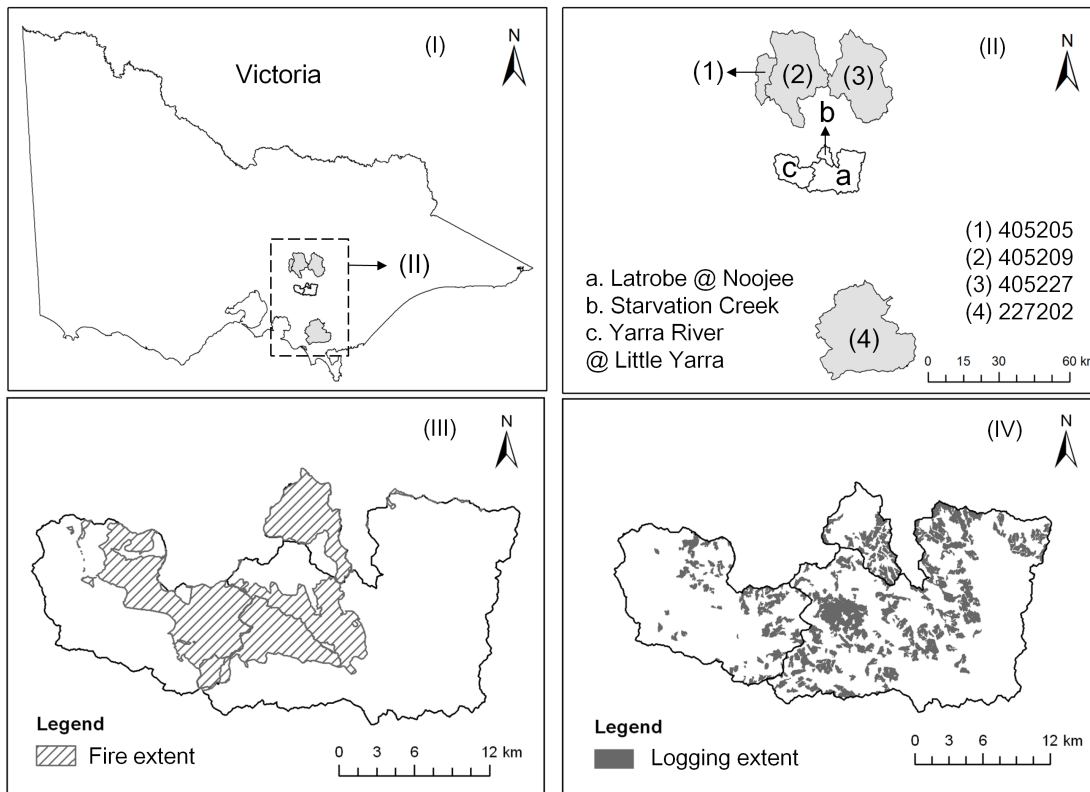 (I)
N
Victoria
(II)
(II)
N
(1)
(2)
(3)
b
c
a
(1) 405205
(2) 405209
(3) 405227
(4) 227202
a. Latrobe @ Noojee
b. Starvation Creek
c. Yarra River
@ Little Yarra
(4)
0 15 30 60 km
(III)
N
Legend
Fire extent
0 3 6 12 km
(IV)
N
Legend
Logging extent
0 3 6 12 km